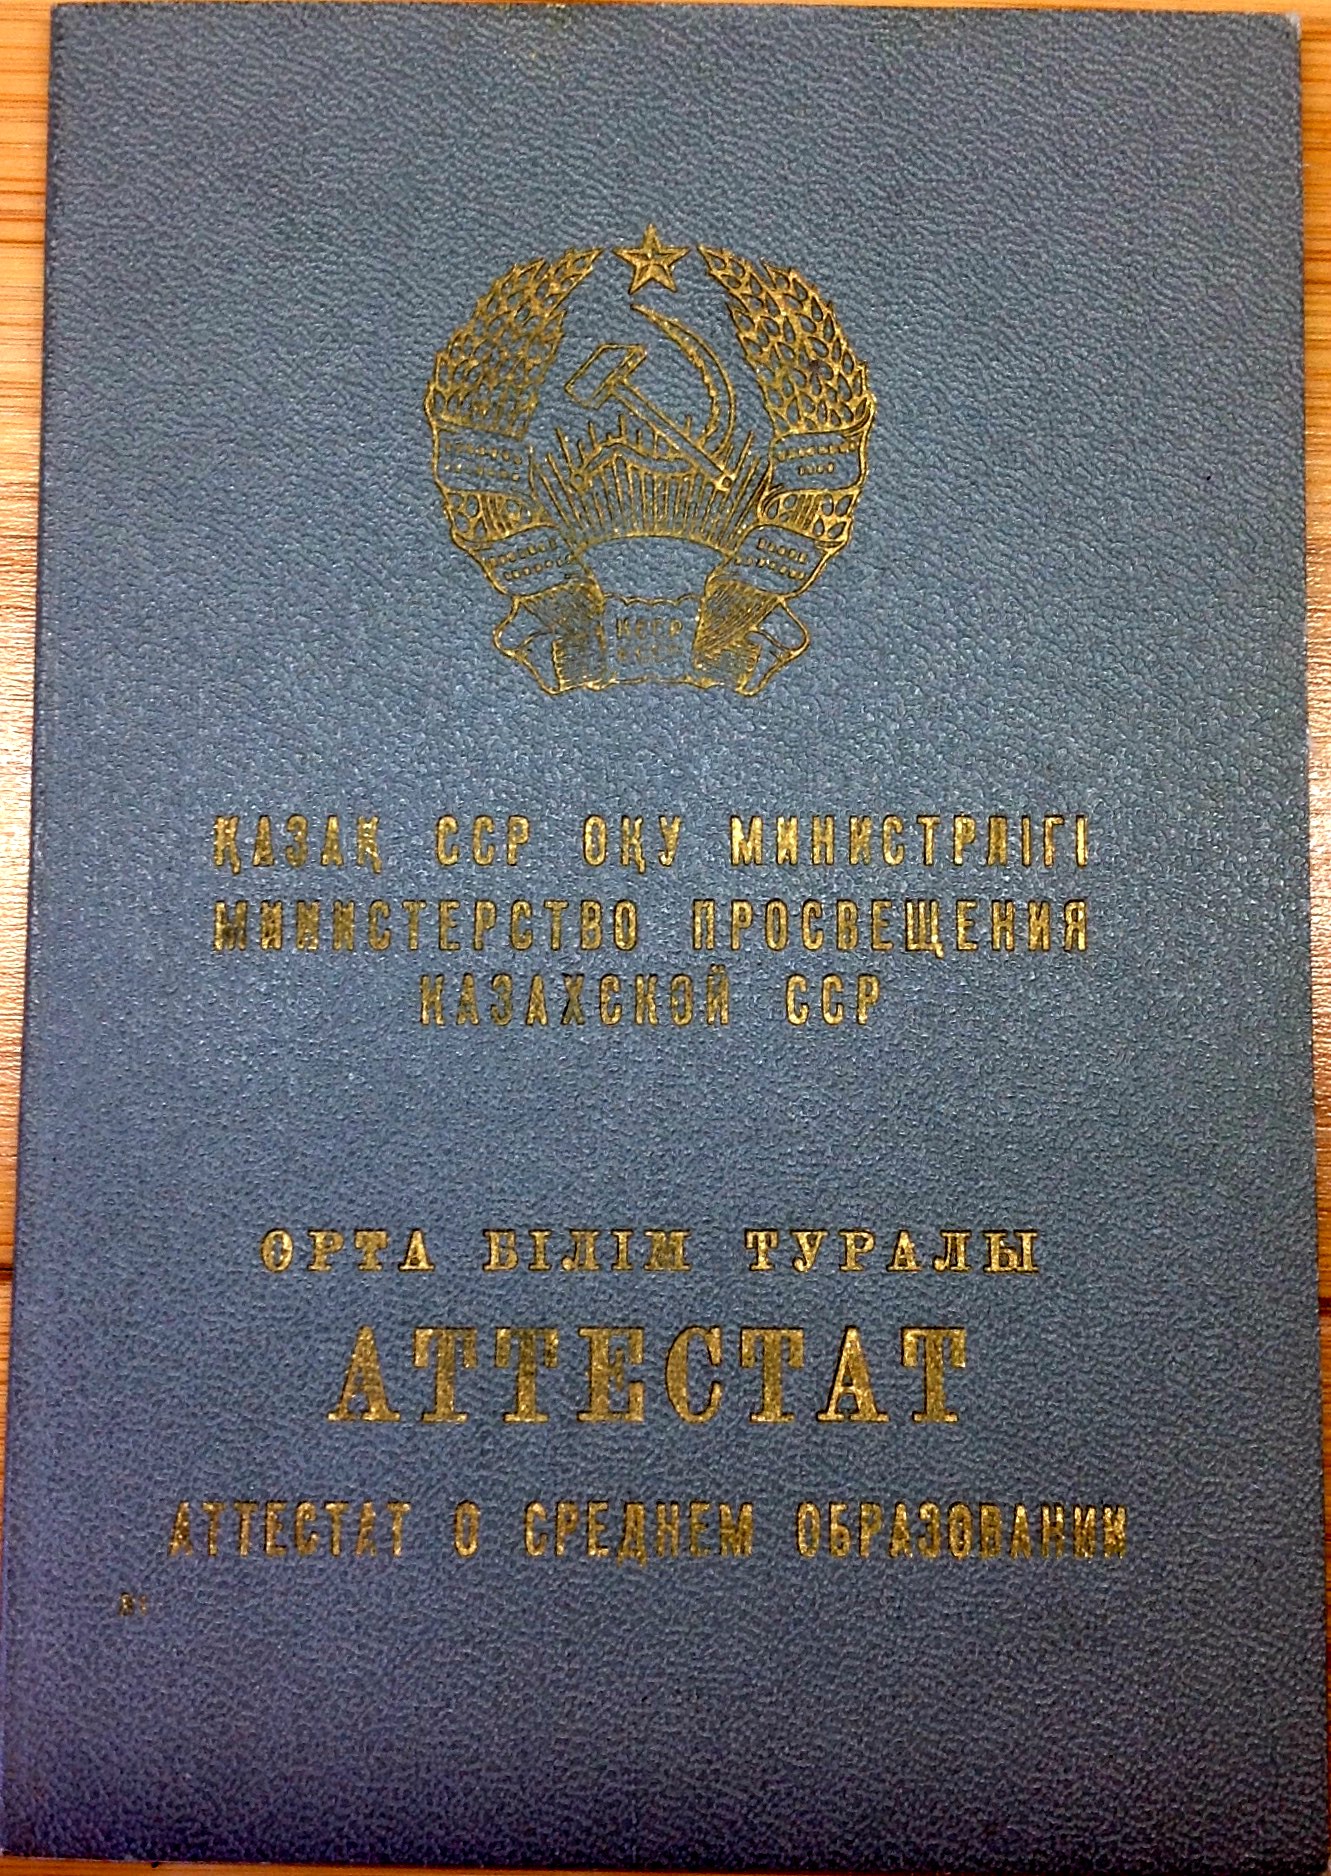 ҚАЗАҚ ССР ОҚУ МИНИСТРЛІГІ
МИНИСТЕРСТВО ПРОСВЕЩЕНИЯ
КАЗАХСКОЙ ССР
ОРТА БІЛІМ ТУРАЛЫ
АТТЕСТАТ
АТТЕСТАТ О СРЕДНЕМ ОБРАЗОВАНИИ